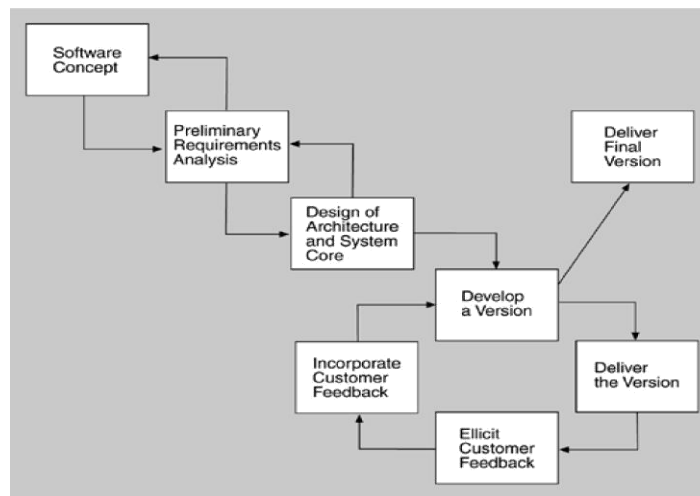 Software
Concept
Preliminary
Requirements
Analysis
Deliver
Final
Version
Design of
Architecture
and System
Core
Develop
a Version
Incorporate
Customer
Feedback
Deliver
the Version
Ellicit
Customer
Feedback